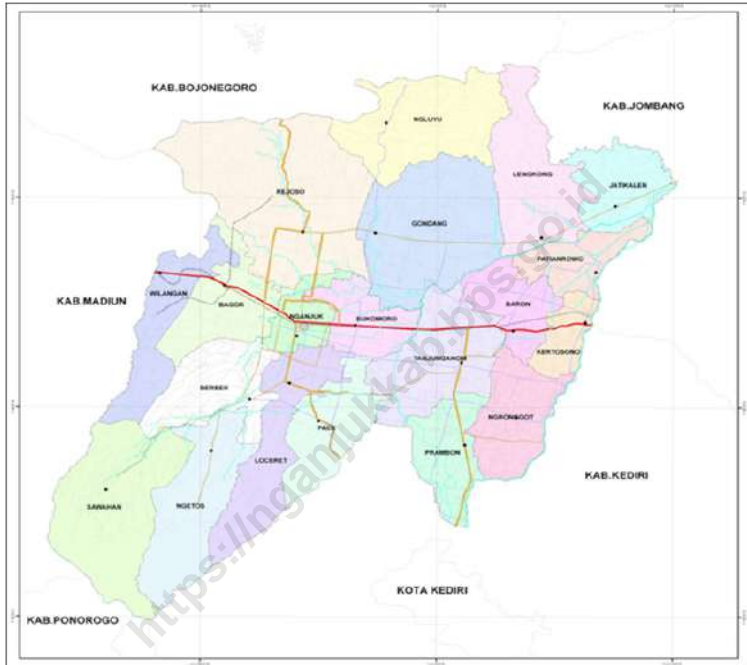 KAB.BOJONEGORO
NGLUYU
KAB.JOMBANG
LENGKONG
JATIKALEN
REJOSO
GONDANG
PATIANROWO
WILANGAN
KAB.MADIUN
BAGOR
BARON
NGANJUK
SUKOMORO
TANJUNGANOM
KERTOSONO
BERBEK
NGRONGGOT
PACE
LOCERET
PRAMBON
KAB.KEDIRI
SAWAHAN
NGETOS
KOTA KEDIRI
KAB.PONOROGO
https://nganjukkab.bps.go.id